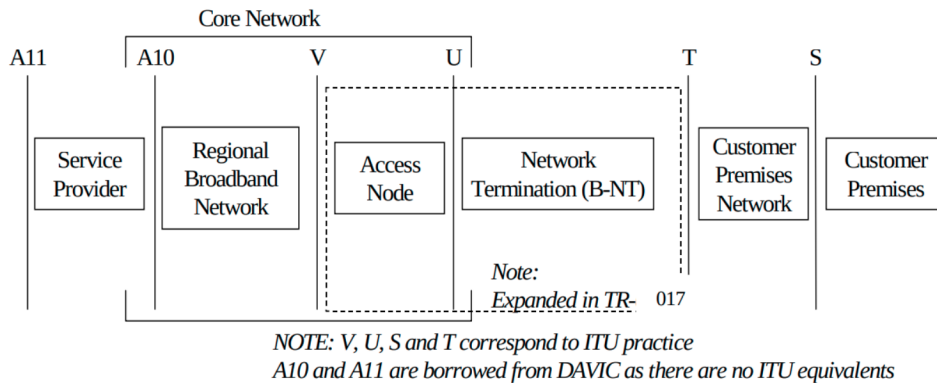 Core Network
A11 A10 V U T S
Service
Provider
Regional
Broadband
Network
Access
Node
Network
Termination (B-NT)
Customer
Premises
Network
Customer
Premises
Note:
Expanded in TR- 017
NOTE: V, U, S and T correspond to ITU practice
A10 and A11 are borrowed from DAVIC as there are no ITU equivalents